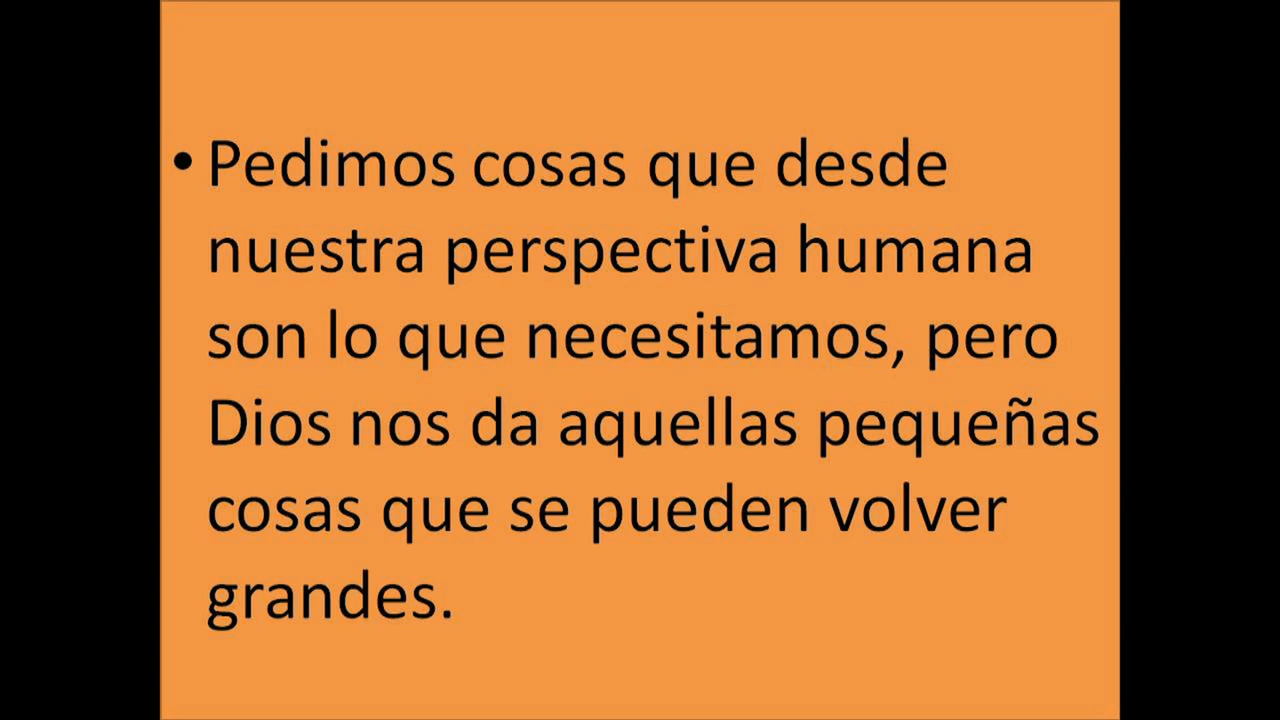 • Pedimos cosas que desde
nuestra perspectiva humana
son lo que necesitamos, pero
Dios nos da aquellas pequeñas
cosas que se pueden volver
grandes.